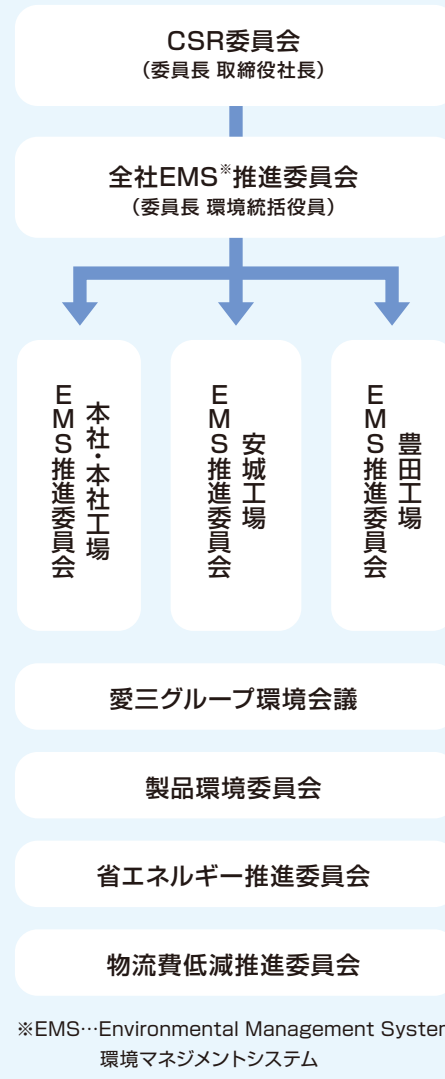 CSR委員会
（委員長 取締役社長）
全社EMS※推進委員会
（委員長 環境統括役員）
本社・本社工場
EMS推進委員会
安城工場
EMS推進委員会
豊田工場
EMS推進委員会
愛三グループ環境会議
製品環境委員会
省エネルギー推進委員会
物流費低減推進委員会
※EMS…Environmental Management System
環境マネジメントシステム